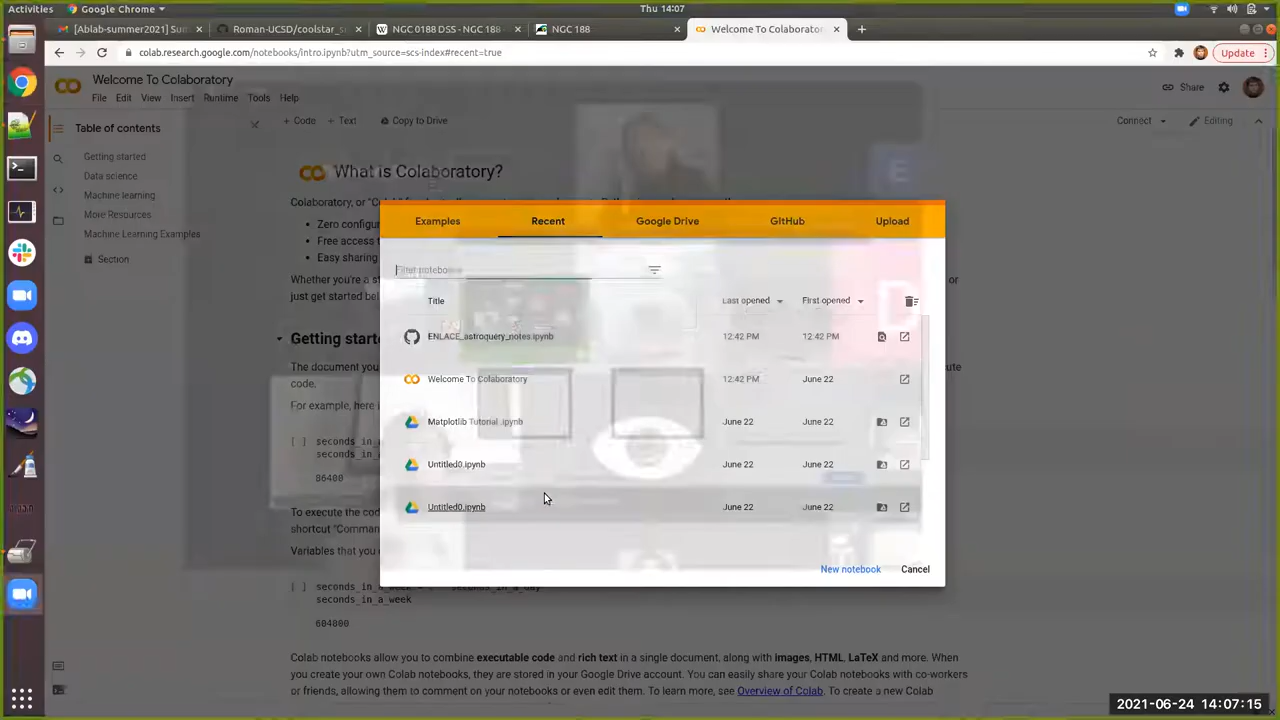 Activities
Google Chrome
Thu 14:07
[Ablab-summer2021] Sum
Roman-UCSD/coolstar_s
NGC 0188 DSS - NGC 188
NGC 188
Welcome To Colaborator
colab.research.google.com/notebooks/intro.ipynb?utm_source=scs-index#recent=true
Update
Welcome To Colaboratory
File Edit View Insert Runtime Tools Help
Share
Table of contents
+ Code + Text Copy to Drive
Connect
Editing
Getting started
Data science
Machine learning
More Resources
Machine Learning Examples
Section
What is Colaboratory?
Colaboratory, or "Colab"
Zero configur
Free access t
Easy sharing
Whether you're a st
or
just get started bel
Getting starte
The document you
ute
code.
For example, here i
[ ] seconds_in_a
seconds_in_a
86400
To execute the cod
shortcut "Comman
Variables that you
[ ] seconds_in_a_week
seconds_in_a_week
604800
Colab notebooks allow you to combine executable code and rich text in a single document, along with images, HTML, LaTeX and more. When
you create your own Colab notebooks, they are stored in your Google Drive account. You can easily share your Colab notebooks with co-workers
or friends, allowing them to comment on your notebooks or even edit them. To learn more, see Overview of Colab. To create a new Colab
Examples Recent Google Drive GitHub Upload
Filter notebooks
Title Last opened First opened
ENLACE_astroquery_notes.ipynb 12:42 PM 12:42 PM
Welcome To Colaboratory 12:42 PM June 22
Matplotlib Tutorial .ipynb June 22 June 22
Untitled0.ipynb June 22 June 22
Untitled0.ipynb June 22 June 22
New notebook Cancel
E
D
2021-06-24 14:07:15